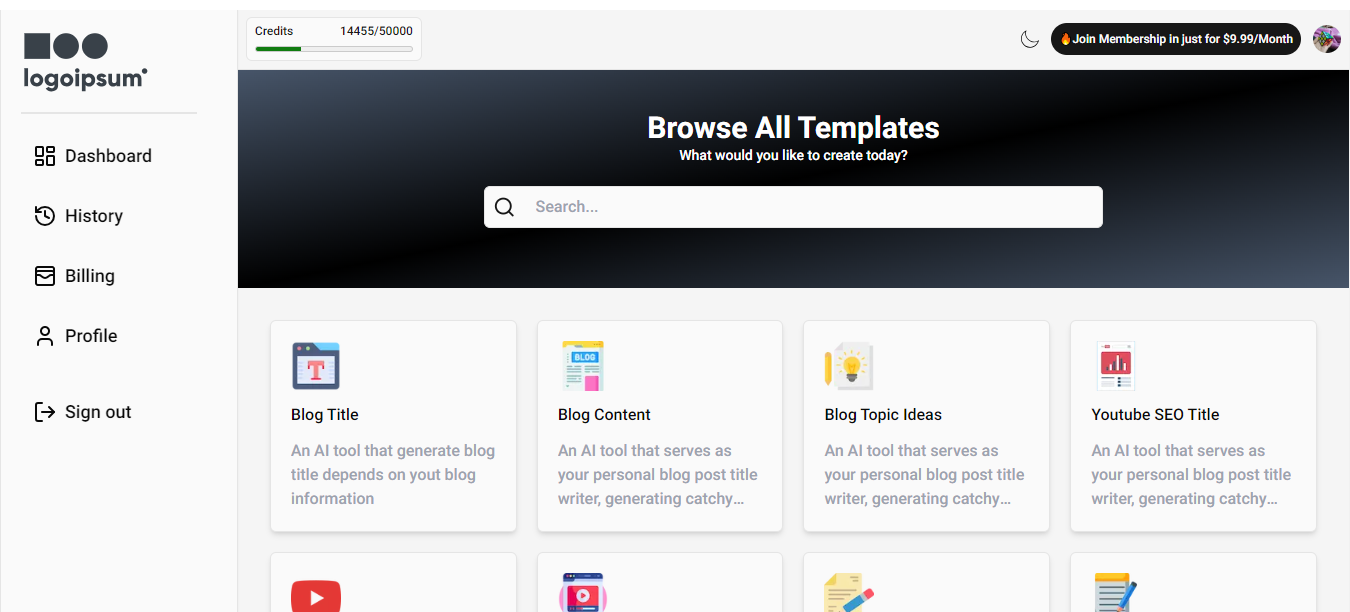 logoipsum
Dashboard
History
Billing
Profile
Sign out
Credits 14455/50000
Join Membership in just for $9.99/Month
Browse All Templates
What would you like to create today?
Search...
Blog Title
An AI tool that generate blog
title depends on yout blog
information
BLOG
Blog Content
An AI tool that serves as
your personal blog post title
writer, generating catchy...
Blog Topic Ideas
An AI tool that serves as
your personal blog post title
writer, generating catchy...
Youtube SEO Title
An AI tool that serves as
your personal blog post title
writer, generating catchy...